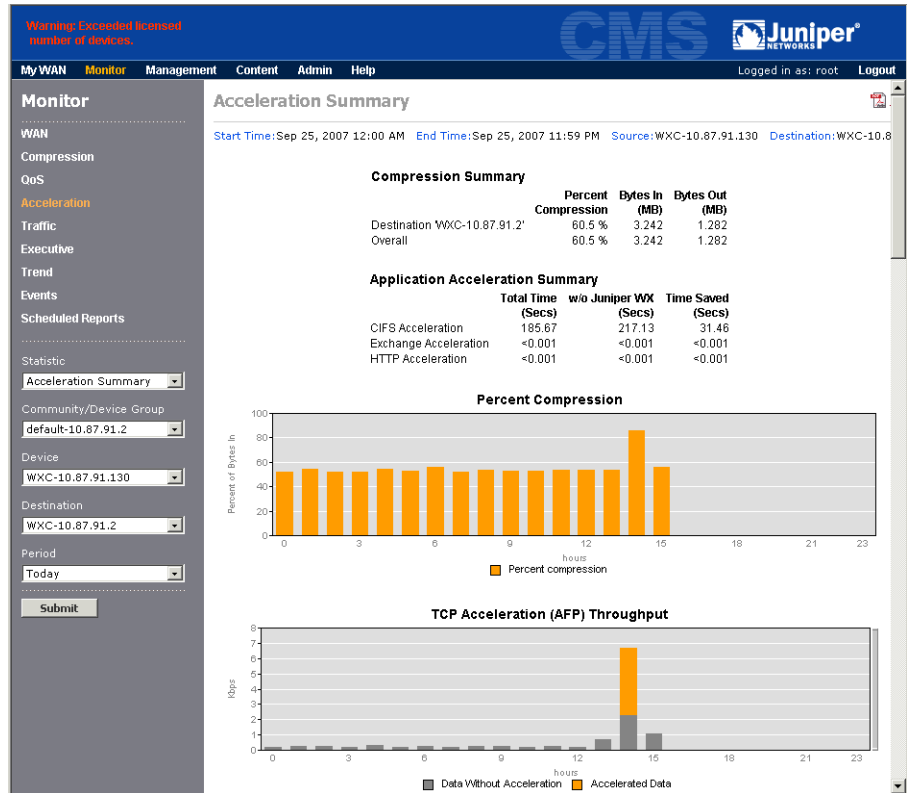 Warning: Exceeded licensed
number of devices.
CMS
Juniper®
NETWORKS
My WAN Monitor Management Content Admin Help
Logged in as: root Logout
Monitor
WAN
Compression
QoS
Acceleration
Traffic
Executive
Trend
Events
Scheduled Reports
Statistic
Acceleration Summary
Community/Device Group
default-10.87.91.2
Device
WXC-10.87.91.130
Destination
WXC-10.87.91.2
Period
Today
Submit
Acceleration Summary
Start Time:Sep 25, 2007 12:00 AM End Time:Sep 25, 2007 11:59 PM Source:WXC-10.87.91.130 Destination:WXC-10.8
Compression Summary
Percent Bytes In Bytes Out
Compression (MB) (MB)
Destination 'WXC-10.87.91.2' 60.5 % 3.242 1.282
Overall 60.5 % 3.242 1.282
Application Acceleration Summary
Total Time w/o Juniper WX Time Saved
(Secs) (Secs) (Secs)
CIFS Acceleration 185.67 217.13 31.46
Exchange Acceleration <0.001 <0.001 <0.001
HTTP Acceleration <0.001 <0.001 <0.001
Percent Compression
Percent of Bytes In
100
80
60
40
20
0
0 3 6 9 12 15 18 21 23
hours
Percent compression
TCP Acceleration (AFP) Throughput
Kbps
8
7
6
5
4
3
2
1
0
0 3 6 9 12 15 18 21 23
hours
Data Without Acceleration Accelerated Data